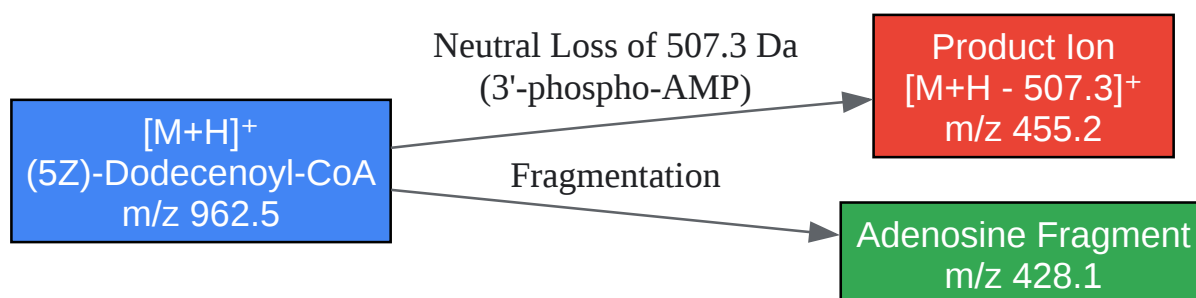 Neutral Loss of 507.3 Da
(3'-phospho-AMP)
Product Ion
[M+H - 507.3]⁺
m/z 455.2
[M+H]⁺
(5Z)-Dodecenoyl-CoA
m/z 962.5
Fragmentation
Adenosine Fragment
m/z 428.1